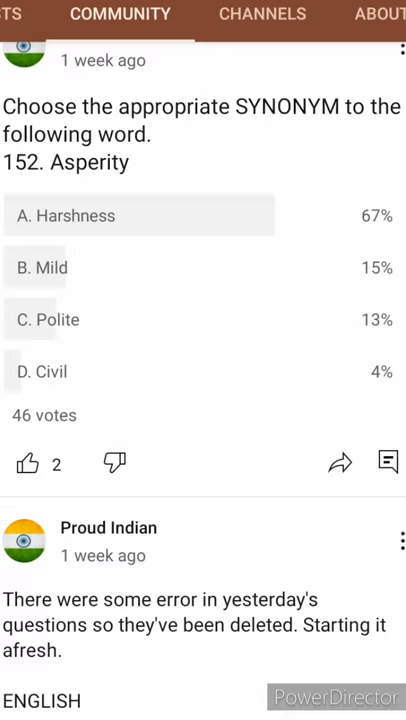 TS COMMUNITY CHANNELS ABOUT
1 week ago
Choose the appropriate SYNONYM to the
following word.
152. Asperity
A. Harshness 67%
B. Mild 15%
C. Polite 13%
D. Civil 4%
46 votes
2
Proud Indian
1 week ago
There were some error in yesterday's
questions so they've been deleted. Starting it
afresh.
ENGLISH
PowerDirector